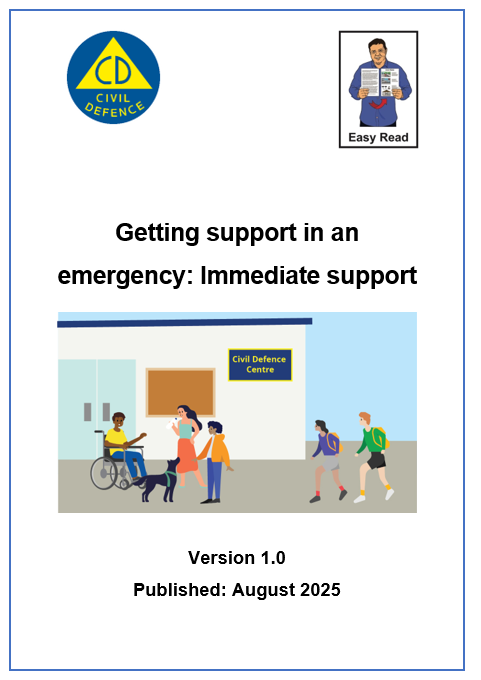 CD
CIVIL
DEFENCE
Easy Read
Getting support in an
emergency: Immediate support
Civil Defence
Centre
Version 1.0
Published: August 2025